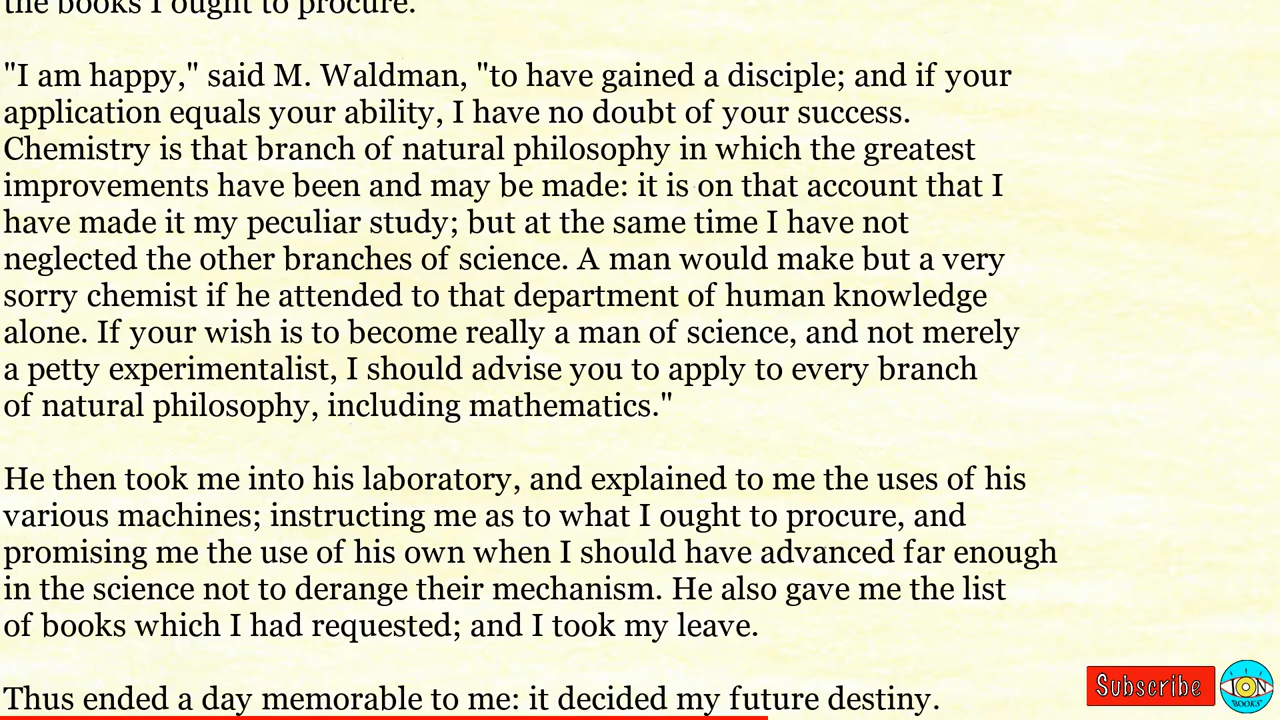 the books I ought to procure.
"I am happy," said M. Waldman, "to have gained a disciple; and if your
application equals your ability, I have no doubt of your success.
Chemistry is that branch of natural philosophy in which the greatest
improvements have been and may be made: it is on that account that I
have made it my peculiar study; but at the same time I have not
neglected the other branches of science. A man would make but a very
sorry chemist if he attended to that department of human knowledge
alone. If your wish is to become really a man of science, and not merely
a petty experimentalist, I should advise you to apply to every branch
of natural philosophy, including mathematics."
He then took me into his laboratory, and explained to me the uses of his
various machines; instructing me as to what I ought to procure, and
promising me the use of his own when I should have advanced far enough
in the science not to derange their mechanism. He also gave me the list
of books which I had requested; and I took my leave.
Thus ended a day memorable to me: it decided my future destiny.
Subscribe
ION
BOOKS